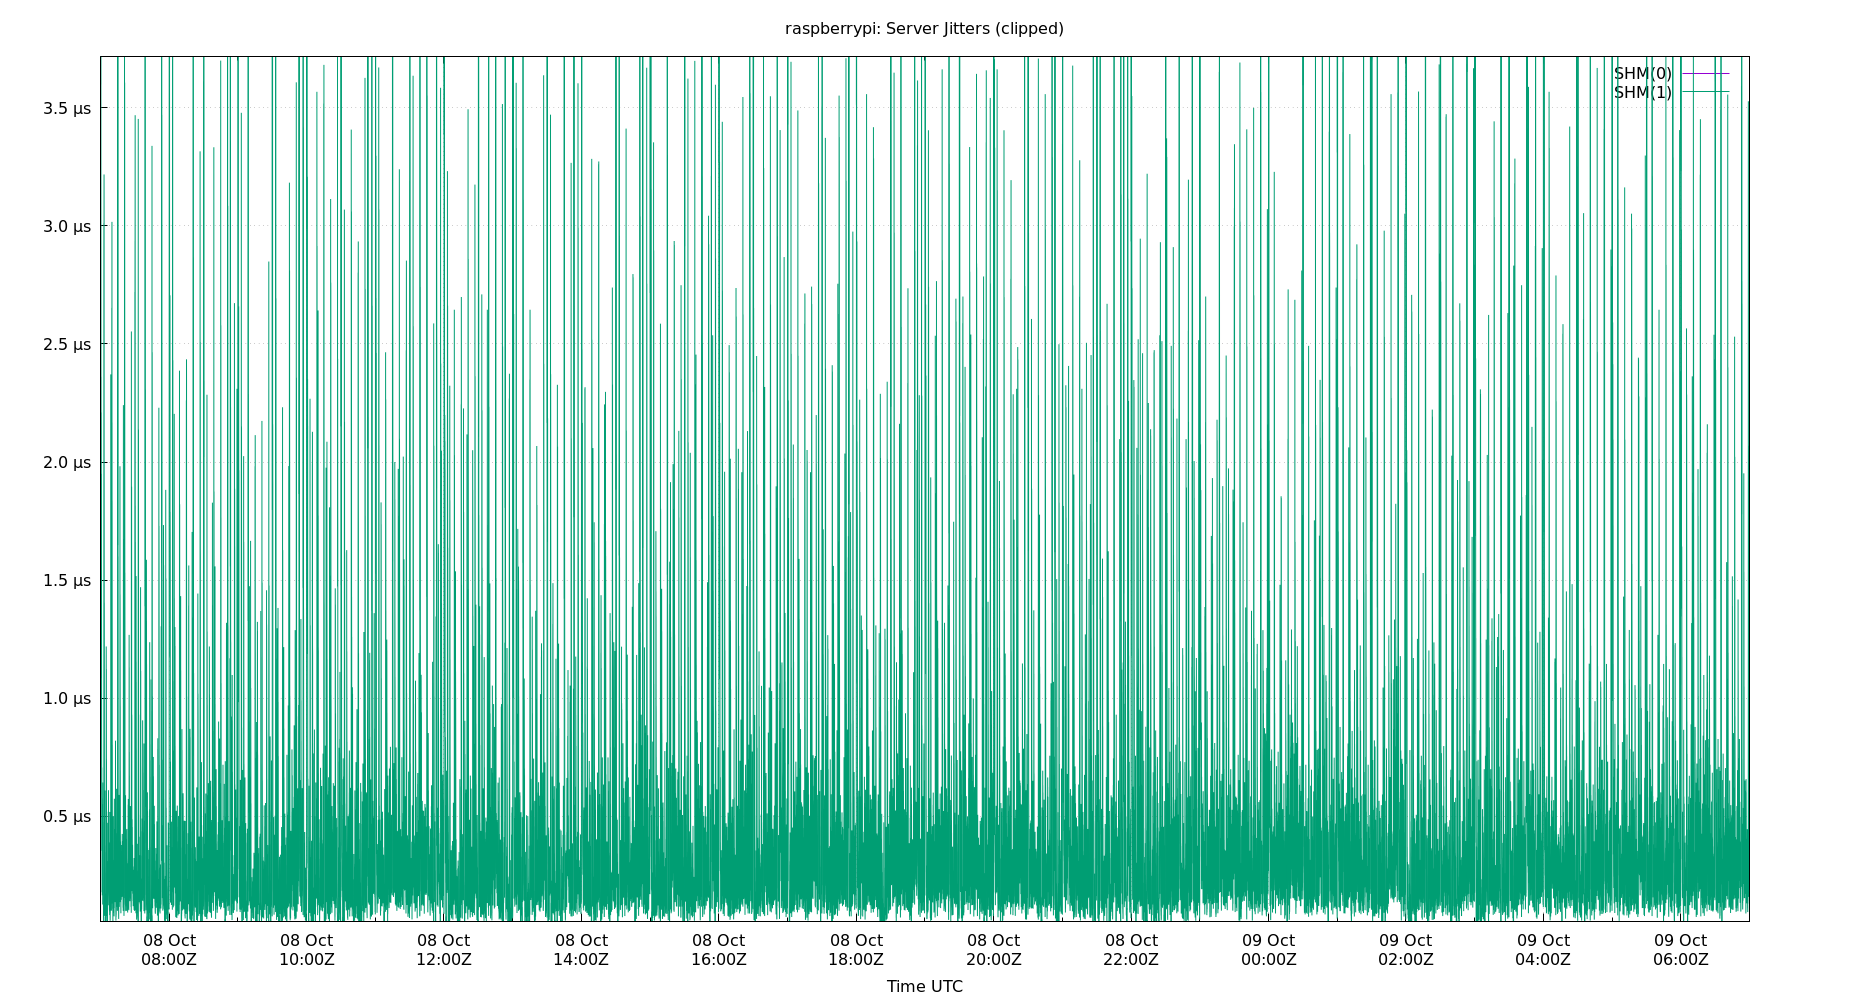 raspberrypi: Server Jitters (clipped)
SHM(0)
SHM(1)
3.5 µs
3.0 µs
2.5 µs
2.0 µs
1.5 µs
1.0 µs
0.5 µs
08 Oct 08 Oct 08 Oct 08 Oct 08 Oct 08 Oct 08 Oct 08 Oct 09 Oct 09 Oct 09 Oct 09 Oct
08:00Z 10:00Z 12:00Z 14:00Z 16:00Z 18:00Z 20:00Z 22:00Z 00:00Z 02:00Z 04:00Z 06:00Z
Time UTC